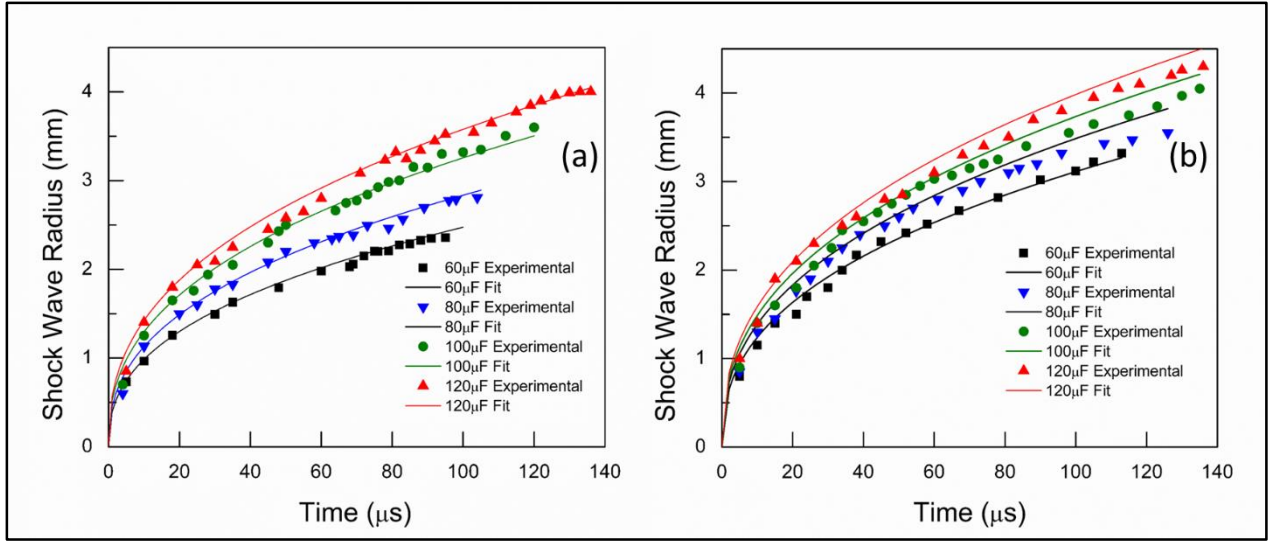 4
3
2
1
0
0 20 40 60 80 100 120 140
Shock Wave Radius (mm)
Time (μs)
(a)
60μF Experimental
60μF Fit
80μF Experimental
80μF Fit
100μF Experimental
100μF Fit
120μF Experimental
120μF Fit
4
3
2
1
0
0 20 40 60 80 100 120 140
Shock Wave Radius (mm)
Time (μs)
(b)
60μF Experimental
60μF Fit
80μF Experimental
80μF Fit
100μF Experimental
100μF Fit
120μF Experimental
120μF Fit